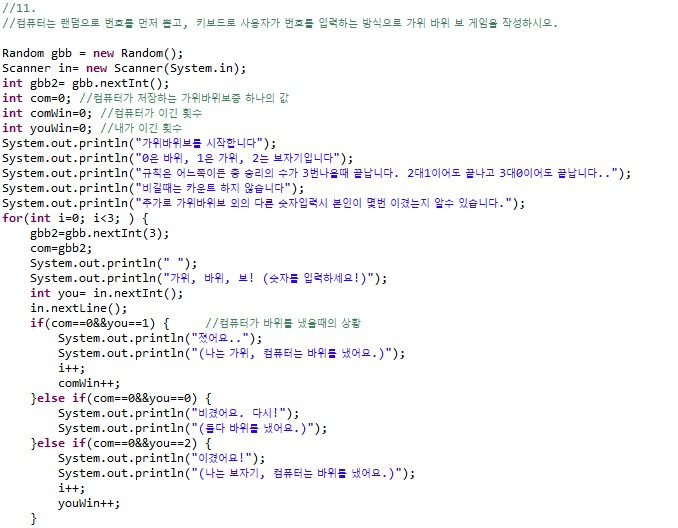 //11.
//컴퓨터는 랜덤으로 번호를 먼저 뽑고, 키보드로 사용자가 번호를 입력하는 방식으로 가위 바위 보 게임을 작성하시오.
Random gbb = new Random();
Scanner in= new Scanner(System.in);
int gbb2= gbb.nextInt();
int com=0; //컴퓨터가 저장하는 가위바위보중 하나의 값
int comWin=0; //컴퓨터가 이긴 횟수
int youWin=0; //내가 이긴 횟수
System.out.println("가위바위보를 시작합니다");
System.out.println("0은 바위, 1은 가위, 2는 보자기입니다");
System.out.println("규칙은 어느쪽이든 총 승리의 수가 3번나올때 끝납니다. 2대1이어도 끝나고 3대0이어도 끝납니다..");
System.out.println("비길때는 카운트 하지 않습니다");
System.out.println("추가로 가위바위보 외의 다른 숫자입력시 본인이 몇번 이겼는지 알수 있습니다.");
for(int i=0; i<3; ) {
gbb2=gbb.nextInt(3);
com=gbb2;
System.out.println(" ");
System.out.println("가위, 바위, 보! (숫자를 입력하세요!)");
int you= in.nextInt();
in.nextLine();
if(com==0&&you==1) { //컴퓨터가 바위를 냈을때의 상황
System.out.println("졌어요..");
System.out.println("(나는 가위, 컴퓨터는 바위를 냈어요.)");
i++;
comWin++;
}else if(com==0&&you==0) {
System.out.println("비겼어요. 다시!");
System.out.println("(둘다 바위를 냈어요.)");
}else if(com==0&&you==2) {
System.out.println("이겼어요!");
System.out.println("(나는 보자기, 컴퓨터는 바위를 냈어요.)");
i++;
youWin++;
}